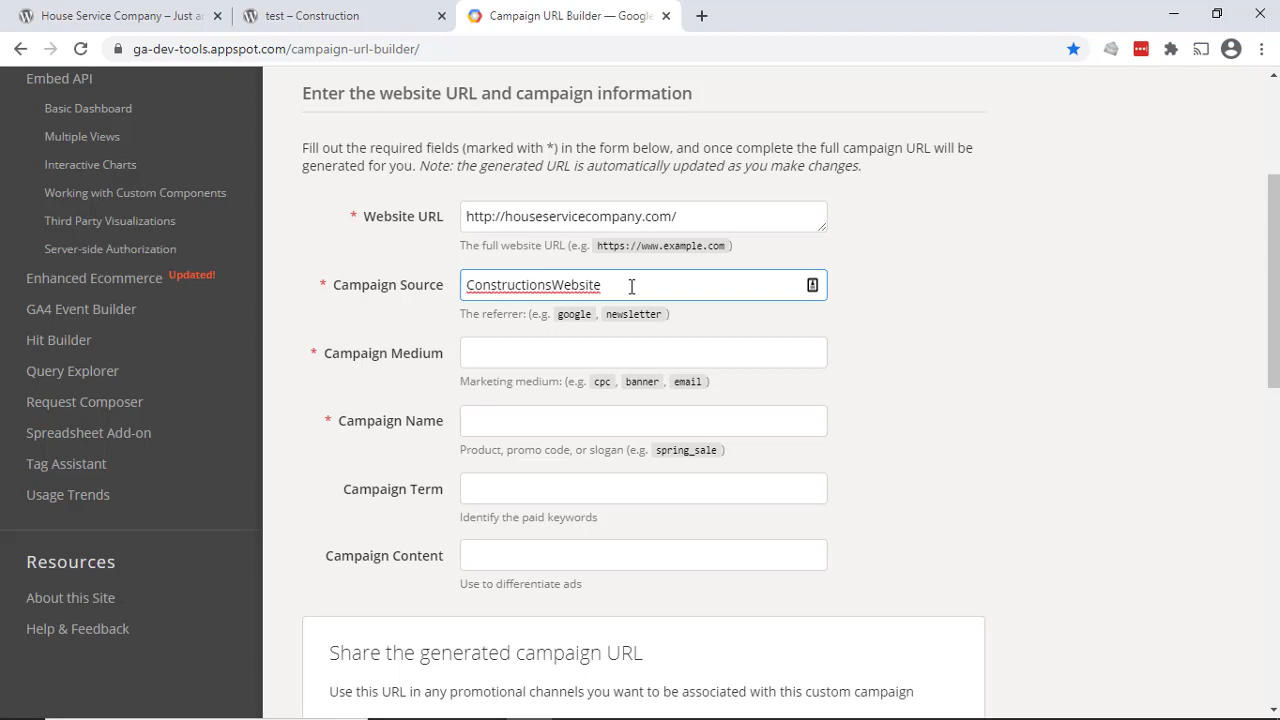 House Service Company – Just an
test – Construction
Campaign URL Builder — Google
ga-dev-tools.appspot.com/campaign-url-builder/
Embed API
Basic Dashboard
Multiple Views
Interactive Charts
Working with Custom Components
Third Party Visualizations
Server-side Authorization
Enhanced Ecommerce Updated!
GA4 Event Builder
Hit Builder
Query Explorer
Request Composer
Spreadsheet Add-on
Tag Assistant
Usage Trends
Resources
About this Site
Help & Feedback
Enter the website URL and campaign information
Fill out the required fields (marked with *) in the form below, and once complete the full campaign URL will be
generated for you. Note: the generated URL is automatically updated as you make changes.
* Website URL http://houseservicecompany.com/
The full website URL (e.g. https://www.example.com )
* Campaign Source ConstructionsWebsite
The referrer: (e.g. google , newsletter )
* Campaign Medium
Marketing medium: (e.g. cpc , banner , email )
* Campaign Name
Product, promo code, or slogan (e.g. spring_sale )
Campaign Term
Identify the paid keywords
Campaign Content
Use to differentiate ads
Share the generated campaign URL
Use this URL in any promotional channels you want to be associated with this custom campaign